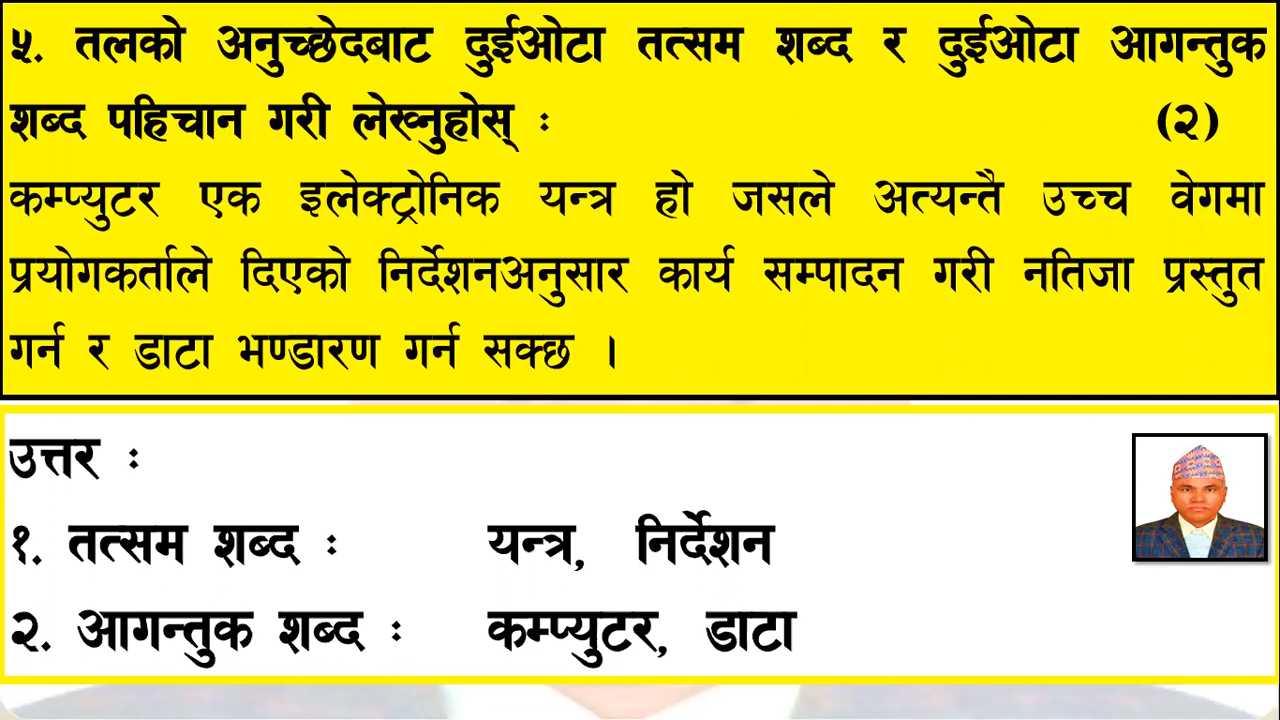 ५. तलको अनुच्छेदबाट दुईओटा तत्सम शब्द र दुईओटा आगन्तुक
शब्द पहिचान गरी लेख्नुहोस् : (२)
कम्प्युटर एक इलेक्ट्रोनिक यन्त्र हो जसले अत्यन्तै उच्च वेगमा
प्रयोगकर्ताले दिएको निर्देशनअनुसार कार्य सम्पादन गरी नतिजा प्रस्तुत
गर्न र डाटा भण्डारण गर्न सक्छ ।
उत्तर :
१. तत्सम शब्द : यन्त्र, निर्देशन
२. आगन्तुक शब्द : कम्प्युटर, डाटा